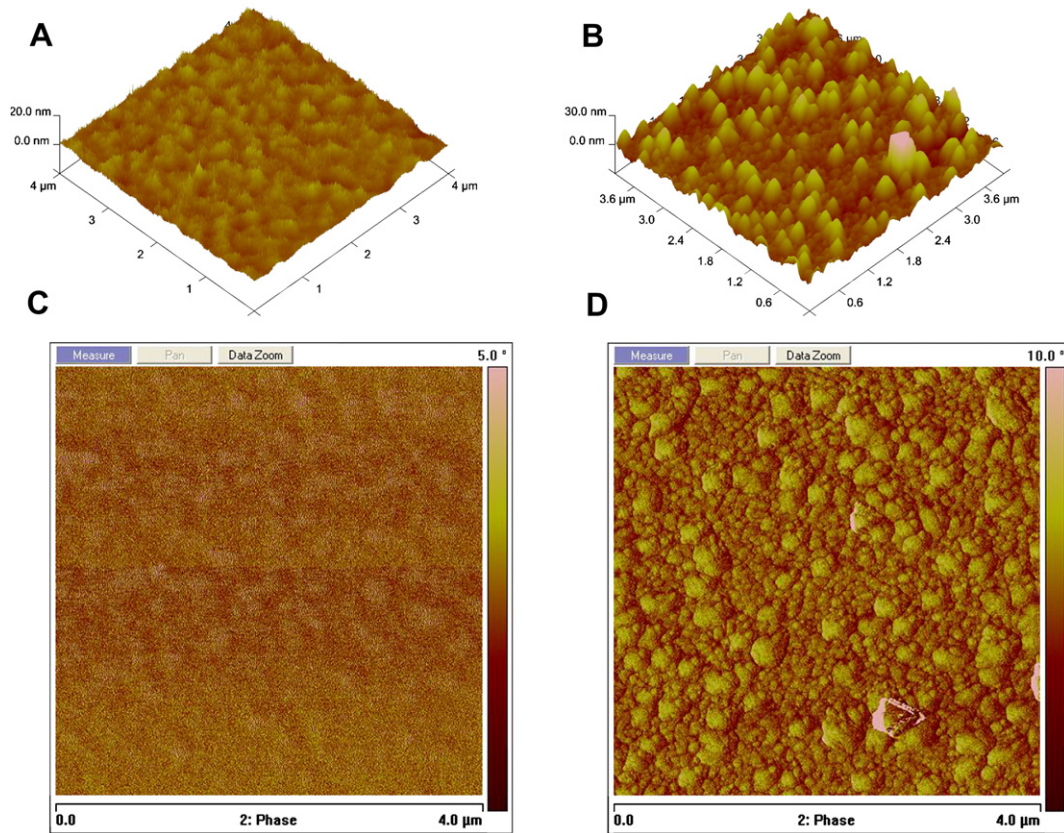 A
20.0 nm
0.0 nm
4 µm
3
2
1
1
2
3
4 µm
B
30.0 nm
0.0 nm
3.6 µm
3.0
2.4
1.8
1.2
0.6
0.6
1.2
1.8
2.4
3.0
3.6 µm
C
Measure Pan Data Zoom 5.0 °
0.0 2: Phase 4.0 µm
D
Measure Pan Data Zoom 10.0 °
0.0 2: Phase 4.0 µm